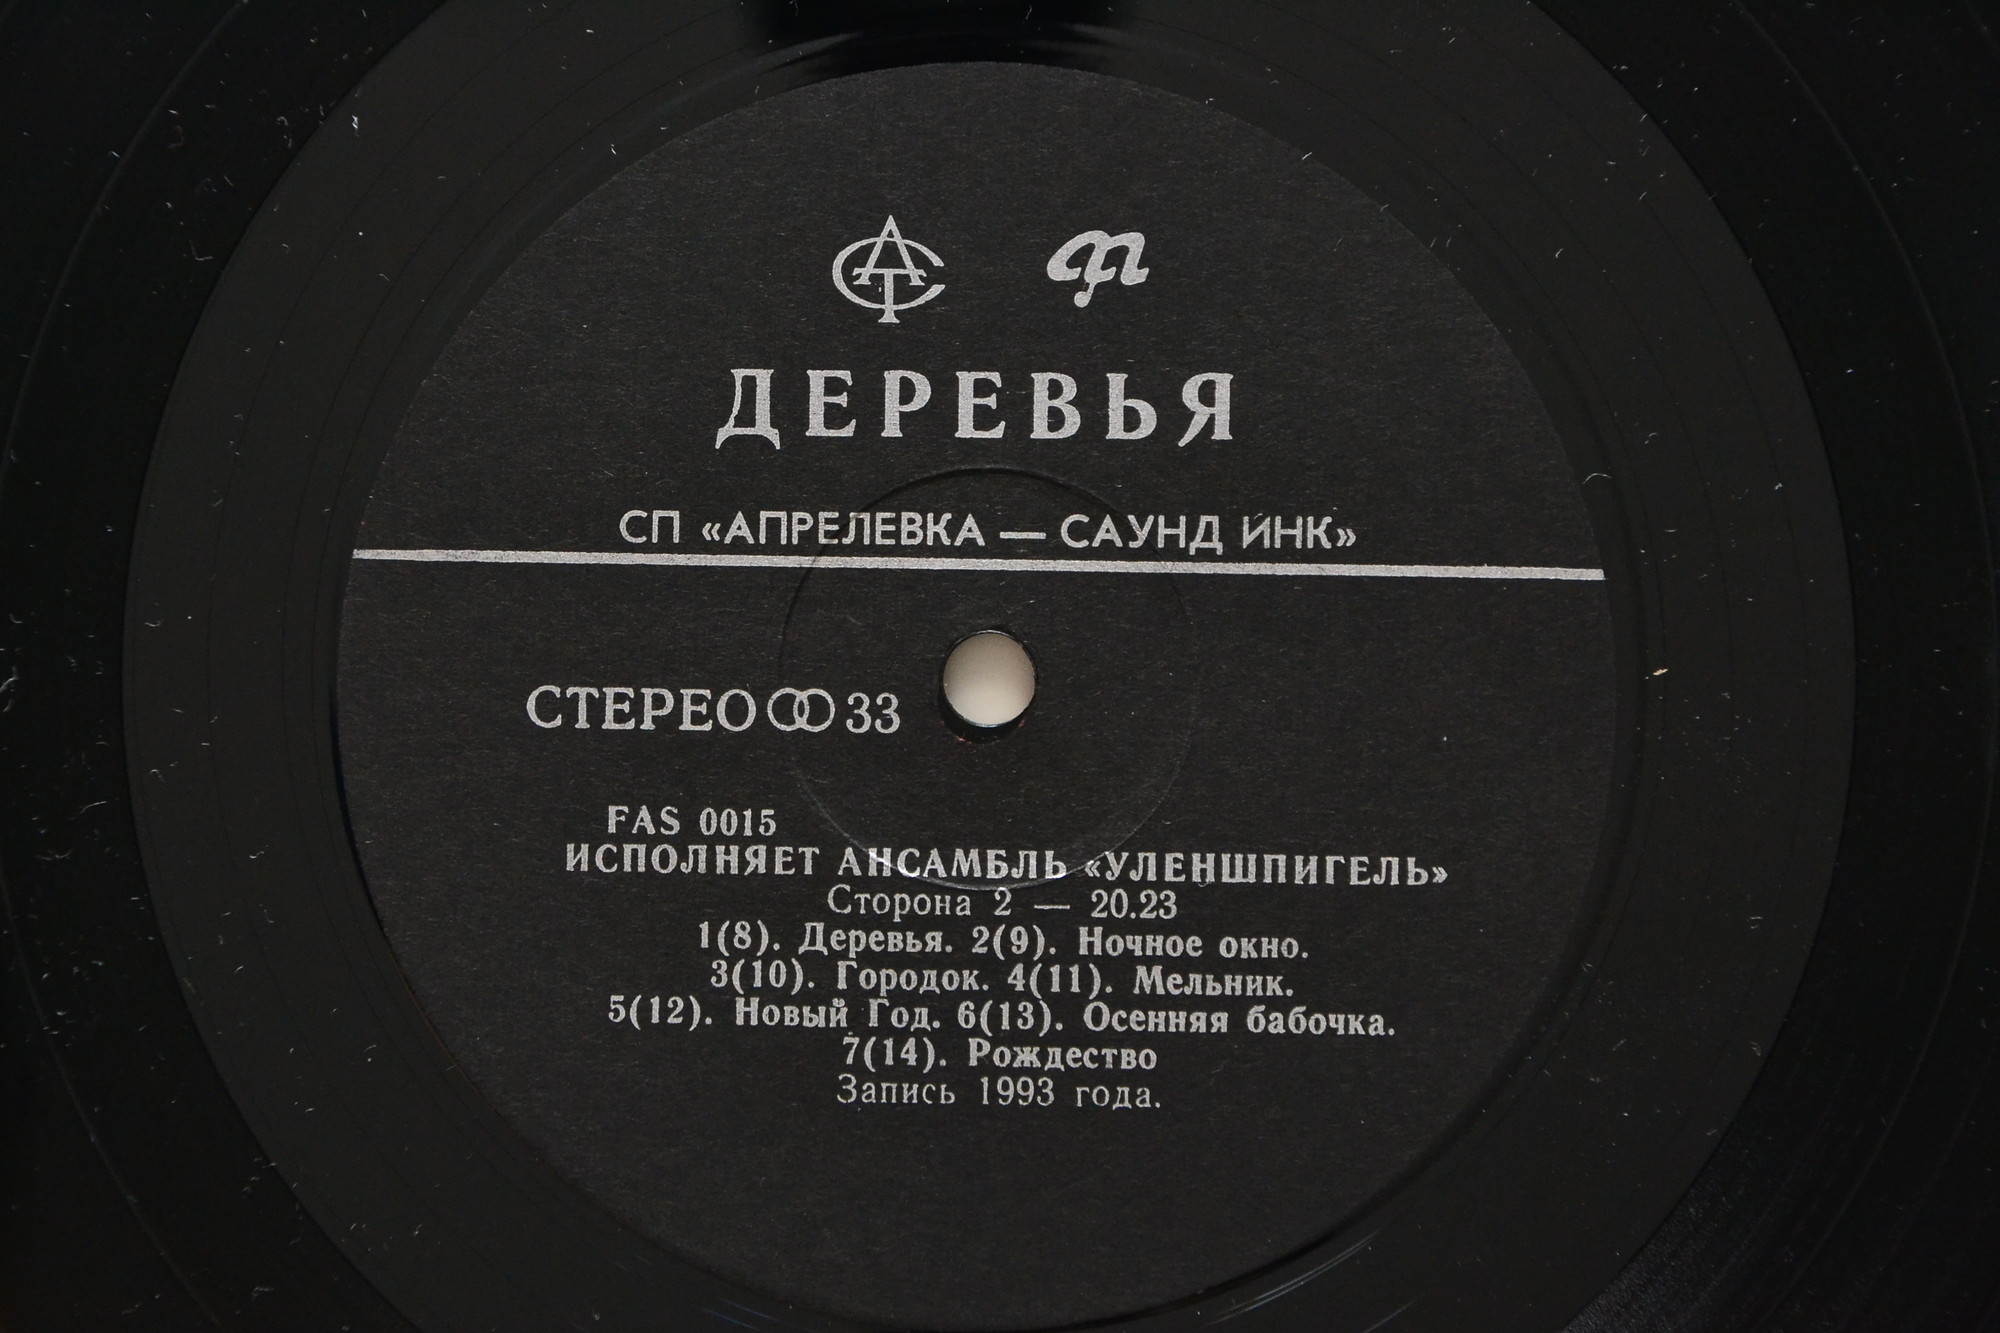 ДЕРЕВЬЯ
СП «АПРЕЛЕВКА — САУНД ИНК»
СТЕРЕО 33
FAS 0015
ИСПОЛНЯЕТ АНСАМБЛЬ «УЛЕНШПИГЕЛЬ»
Сторона 2 — 20.23
1(8). Деревья. 2(9). Ночное окно.
3(10). Городок. 4(11). Мельник.
5(12). Новый Год. 6(13). Осенняя бабочка.
7(14). Рождество
Запись 1993 года.